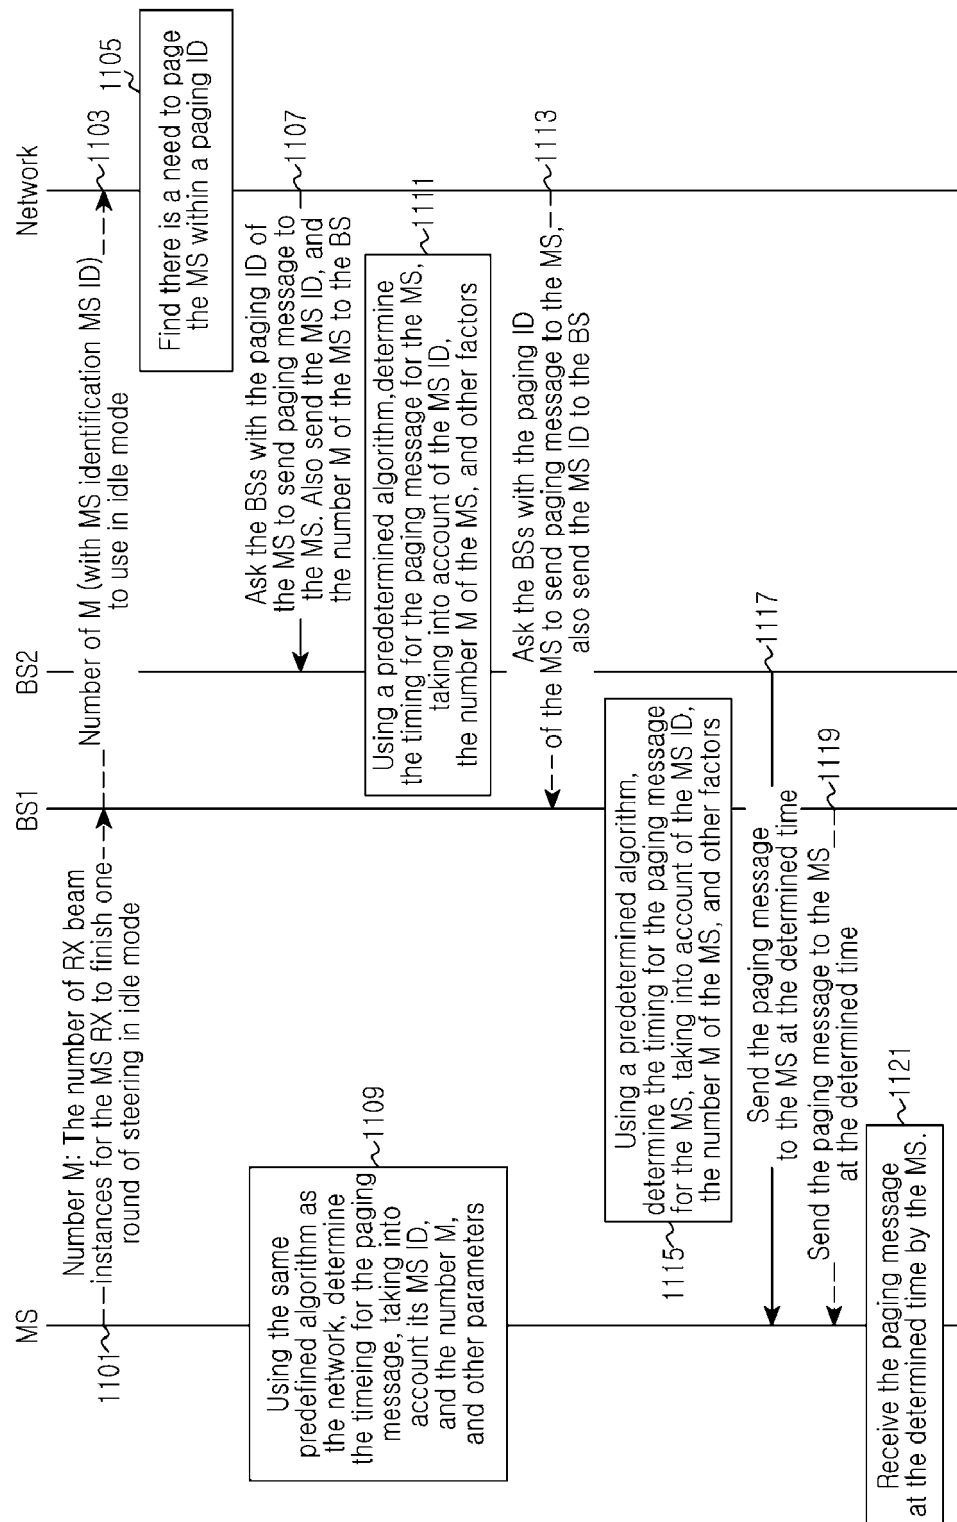 MS
BS1
BS2
Network
1101
Number M: The number of RX beam
instances for the MS RX to finish one
round of steering in idle mode
Number of M (with MS identification MS ID)
to use in idle mode
1103
1105
Find there is a need to page
the MS within a paging ID
Ask the BSs with the paging ID of
the MS to send paging message to
the MS. Also send the MS ID, and
the number M of the MS to the BS
1107
Using the same
predefined algorithm as
the network, determine
the timeing for the paging
message, taking into
account its MS ID,
and the number M,
and other parameters
1109
Using a predetermined algorithm,determine
the timing for the paging message for the MS,
taking into account of the MS ID,
the number M of the MS, and other factors
1111
Ask the BSs with the paging ID
of the MS to send paging message to the MS,
also send the MS ID to the BS
1113
Using a predetermined algorithm,
determine the timing for the paging message
for the MS, taking into account of the MS ID,
the number M of the MS, and other factors
1115
Send the paging message
to the MS at the determined time
1117
Send the paging message to the MS
at the determined time
1119
Receive the paging message
at the determined time by the MS.
1121